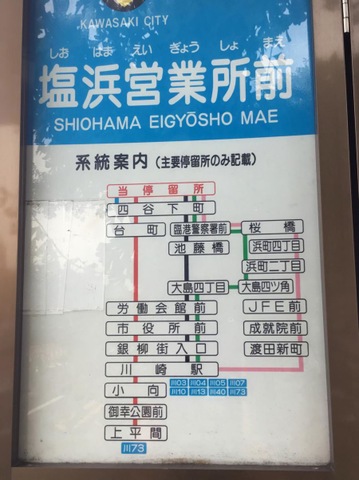 KAWASAKI CITY
しお はま えい ぎょう しょ まえ
塩浜営業所前
SHIOHAMA EIGYŌSHO MAE
系統案内（主要停留所のみ記載）
当停留所
四谷下町
台町
臨港警察署前
桜橋
池藤橋
浜町四丁目
浜町二丁目
大島四丁目
大島四ツ角
労働会館前
JFE前
市役所前
成就院前
銀柳街入口
渡田新町
川崎駅
小向
川03 川04 川05 川07
川10 川13 川40 川73
御幸公園前
上平間
川73